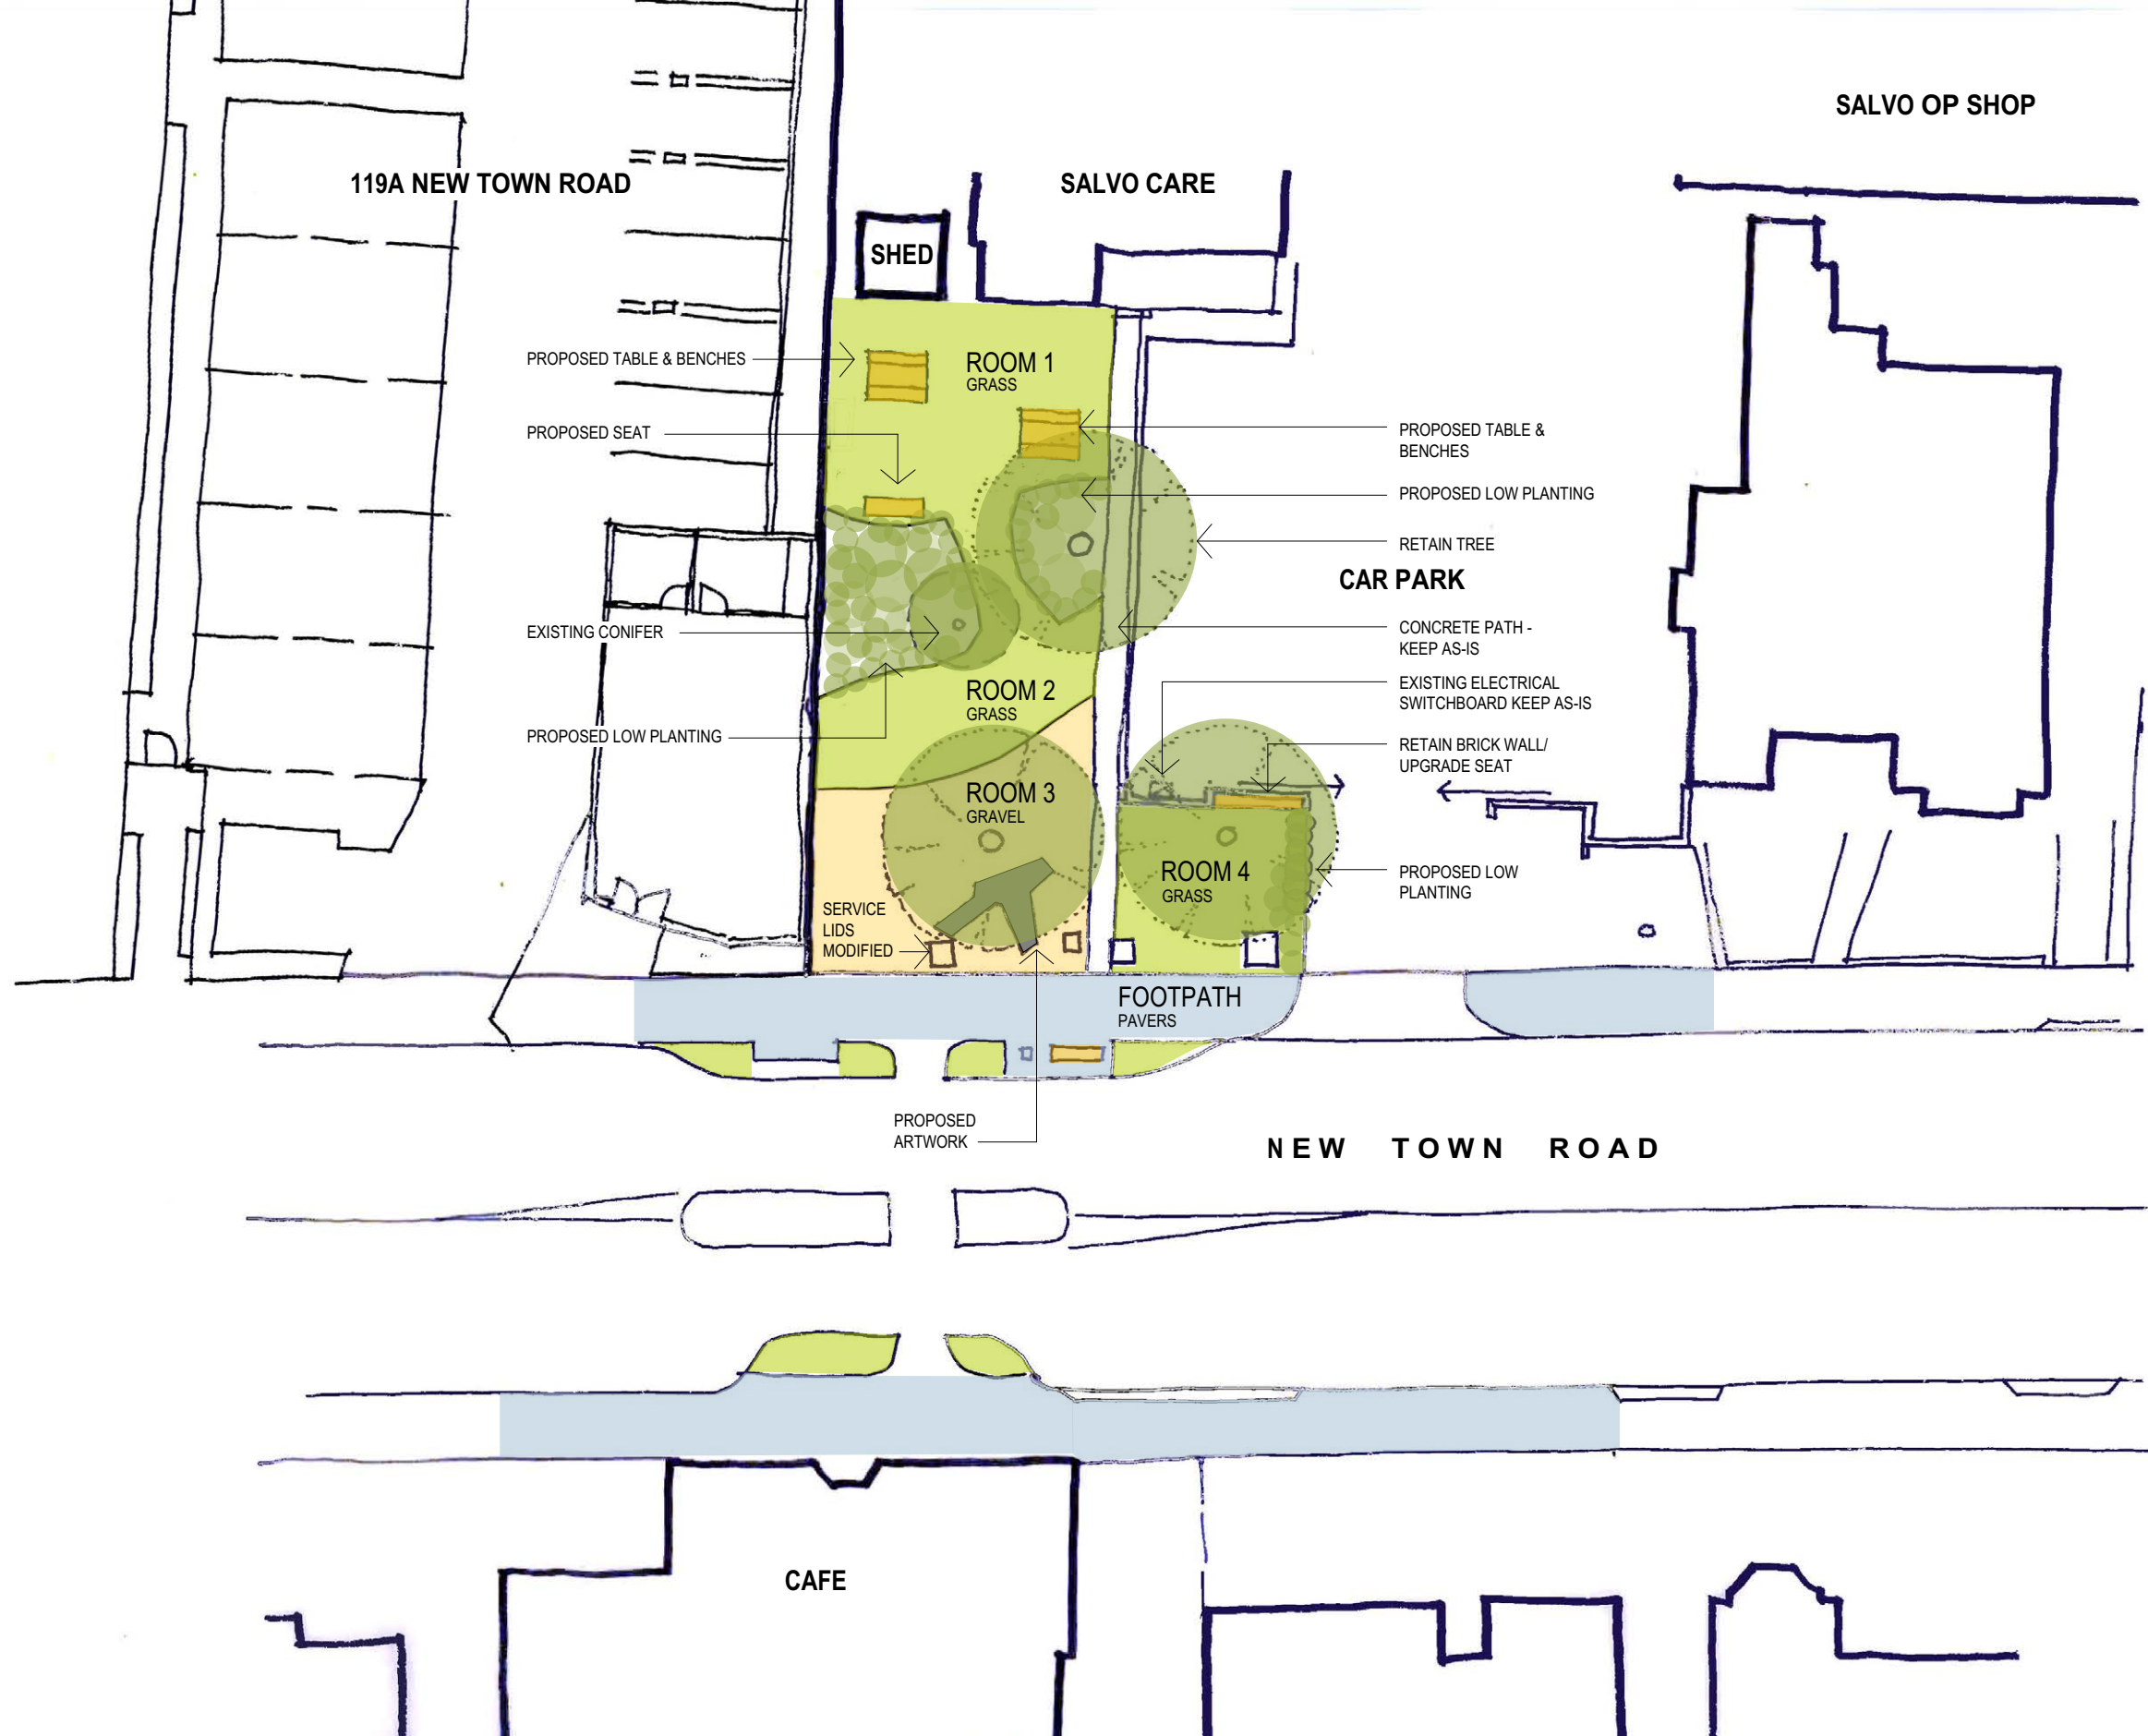 SALVO OP SHOP
119A NEW TOWN ROAD
SALVO CARE
SHED
PROPOSED TABLE & BENCHES
ROOM 1
GRASS
PROPOSED SEAT
PROPOSED TABLE &
BENCHES
PROPOSED LOW PLANTING
RETAIN TREE
CAR PARK
EXISTING CONIFER
CONCRETE PATH -
KEEP AS-IS
ROOM 2
GRASS
EXISTING ELECTRICAL
SWITCHBOARD KEEP AS-IS
PROPOSED LOW PLANTING
RETAIN BRICK WALL/
UPGRADE SEAT
ROOM 3
GRAVEL
ROOM 4
GRASS
PROPOSED LOW
PLANTING
SERVICE
LIDS
MODIFIED
FOOTPATH
PAVERS
PROPOSED
ARTWORK
NEW TOWN ROAD
CAFE